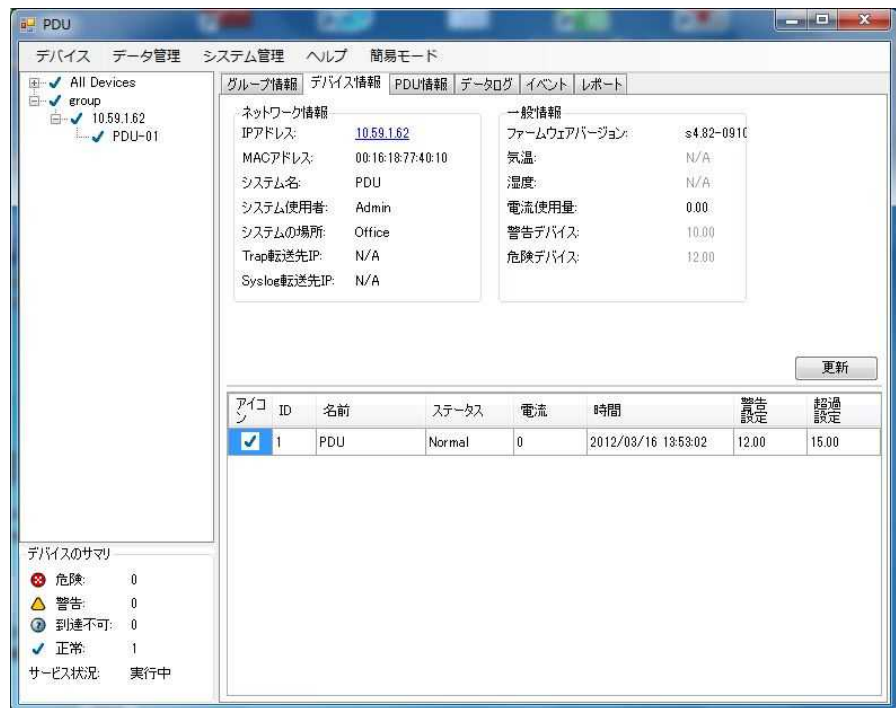 PDU
デバイス データ管理 システム管理 ヘルプ 簡易モード
All Devices
group
10.59.1.62
PDU-01
グループ情報 デバイス情報 PDU情報 データログ イベント レポート
ネットワーク情報
IPアドレス: 10.59.1.62
MACアドレス: 00:16:18:77:40:10
システム名: PDU
システム使用者: Admin
システムの場所: Office
Trap転送先IP: N/A
Syslog転送先IP: N/A
一般情報
ファームウェアバージョン: s4.82-0910
気温: N/A
湿度: N/A
電流使用量: 0.00
警告デバイス: 10.00
危険デバイス: 12.00
更新
アイコン ID 名前 ステータス 電流 時間 警告設定 超過設定
1 PDU Normal 0 2012/03/16 13:53:02 12.00 15.00
デバイスのサマリ
危険: 0
警告: 0
到達不可: 0
正常: 1
サービス状況: 実行中